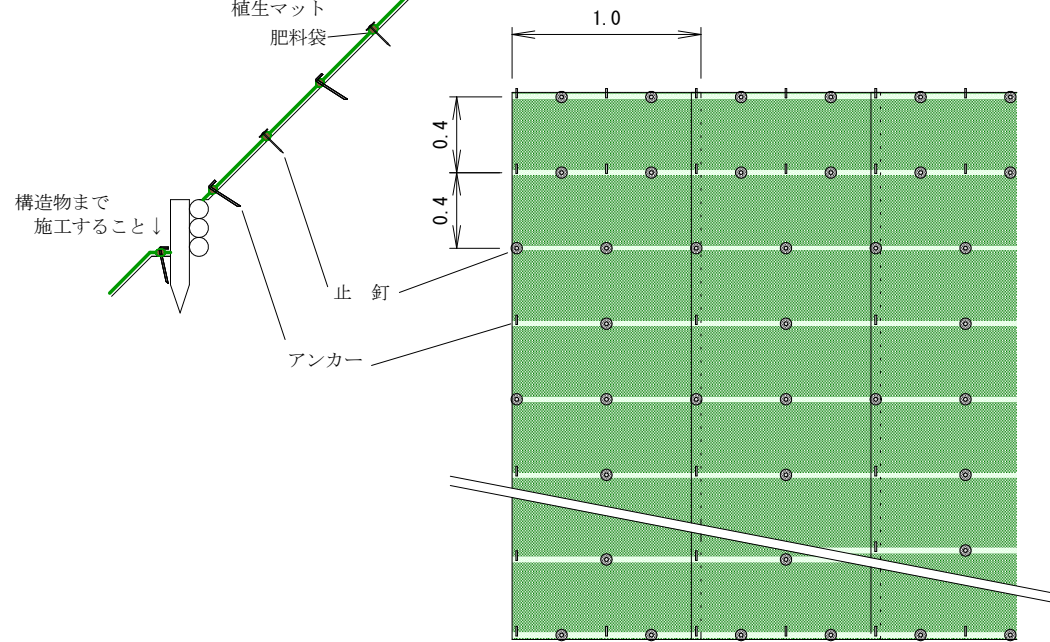 植生マット
肥料袋
1.0
0.4
0.4
構造物まで
施工すること↓
止　釘
アンカー